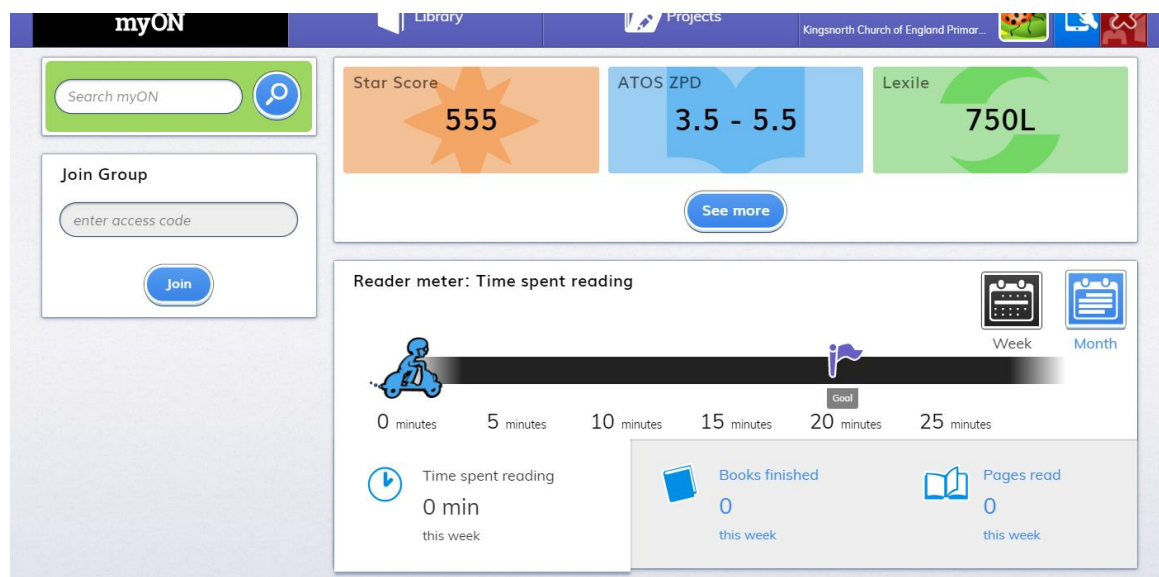 myON
Library
Projects
Kingsnorth Church of England Primar...
Search myON
Join Group
enter access code
Join
Star Score
555
ATOS ZPD
3.5 - 5.5
Lexile
750L
See more
Reader meter: Time spent reading
Week
Month
Goal
0 minutes 5 minutes 10 minutes 15 minutes 20 minutes 25 minutes
Time spent reading
0 min
this week
Books finished
0
this week
Pages read
0
this week